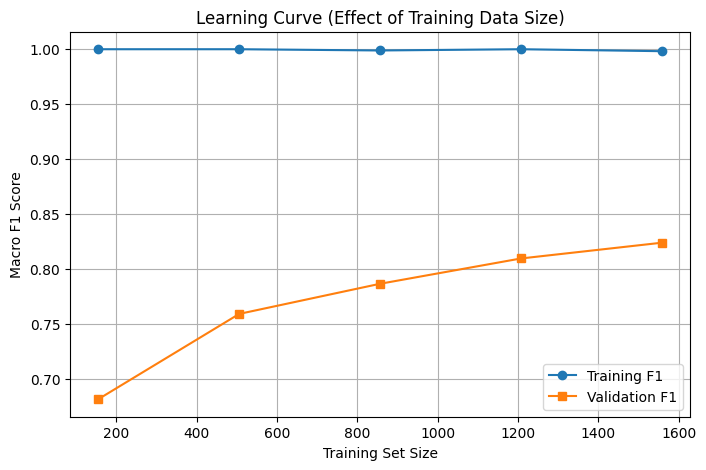 Learning Curve (Effect of Training Data Size)
1.00
0.95
0.90
0.85
0.80
0.75
0.70
Macro F1 Score
200 400 600 800 1000 1200 1400 1600
Training Set Size
Training F1
Validation F1